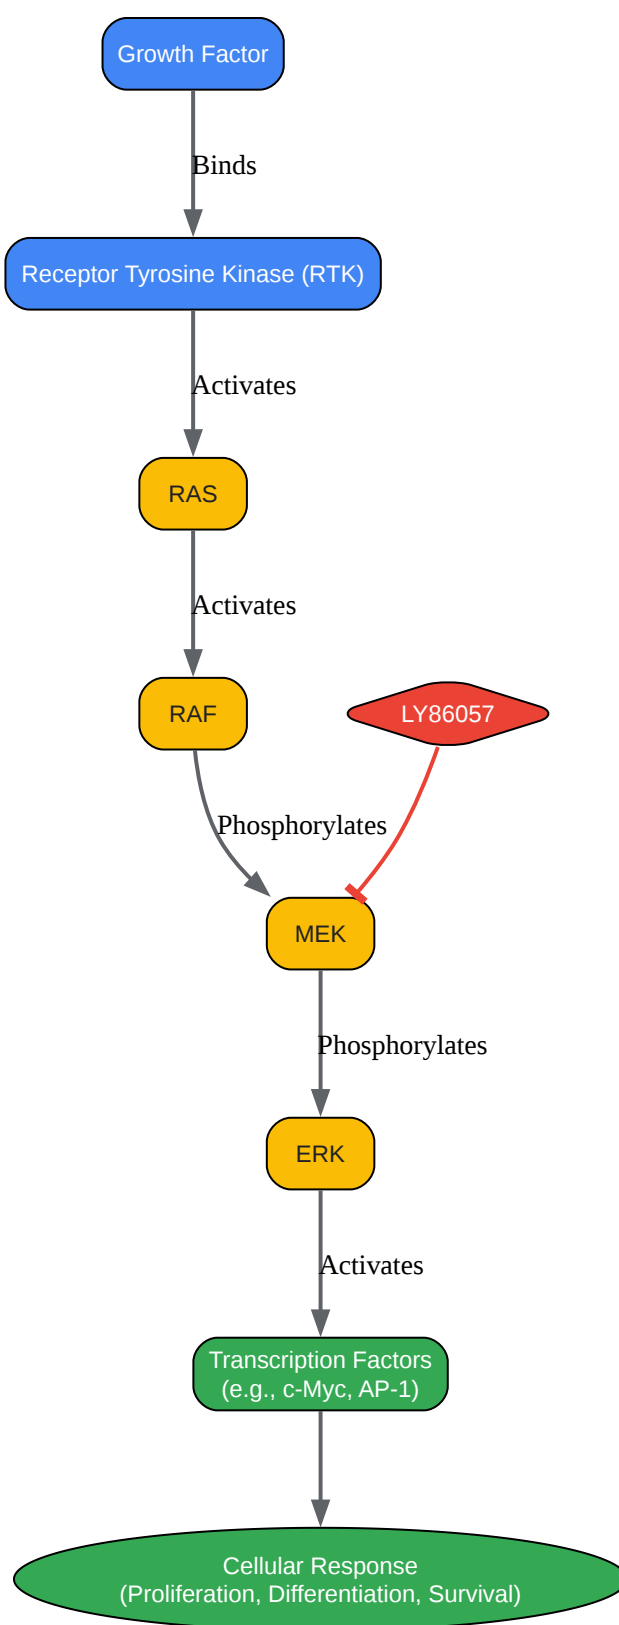 Growth Factor
Binds
Receptor Tyrosine Kinase (RTK)
Activates
RAS
Activates
RAF
LY86057
Phosphorylates
MEK
Phosphorylates
ERK
Activates
Transcription Factors
(e.g., c-Myc, AP-1)
Cellular Response
(Proliferation, Differentiation, Survival)